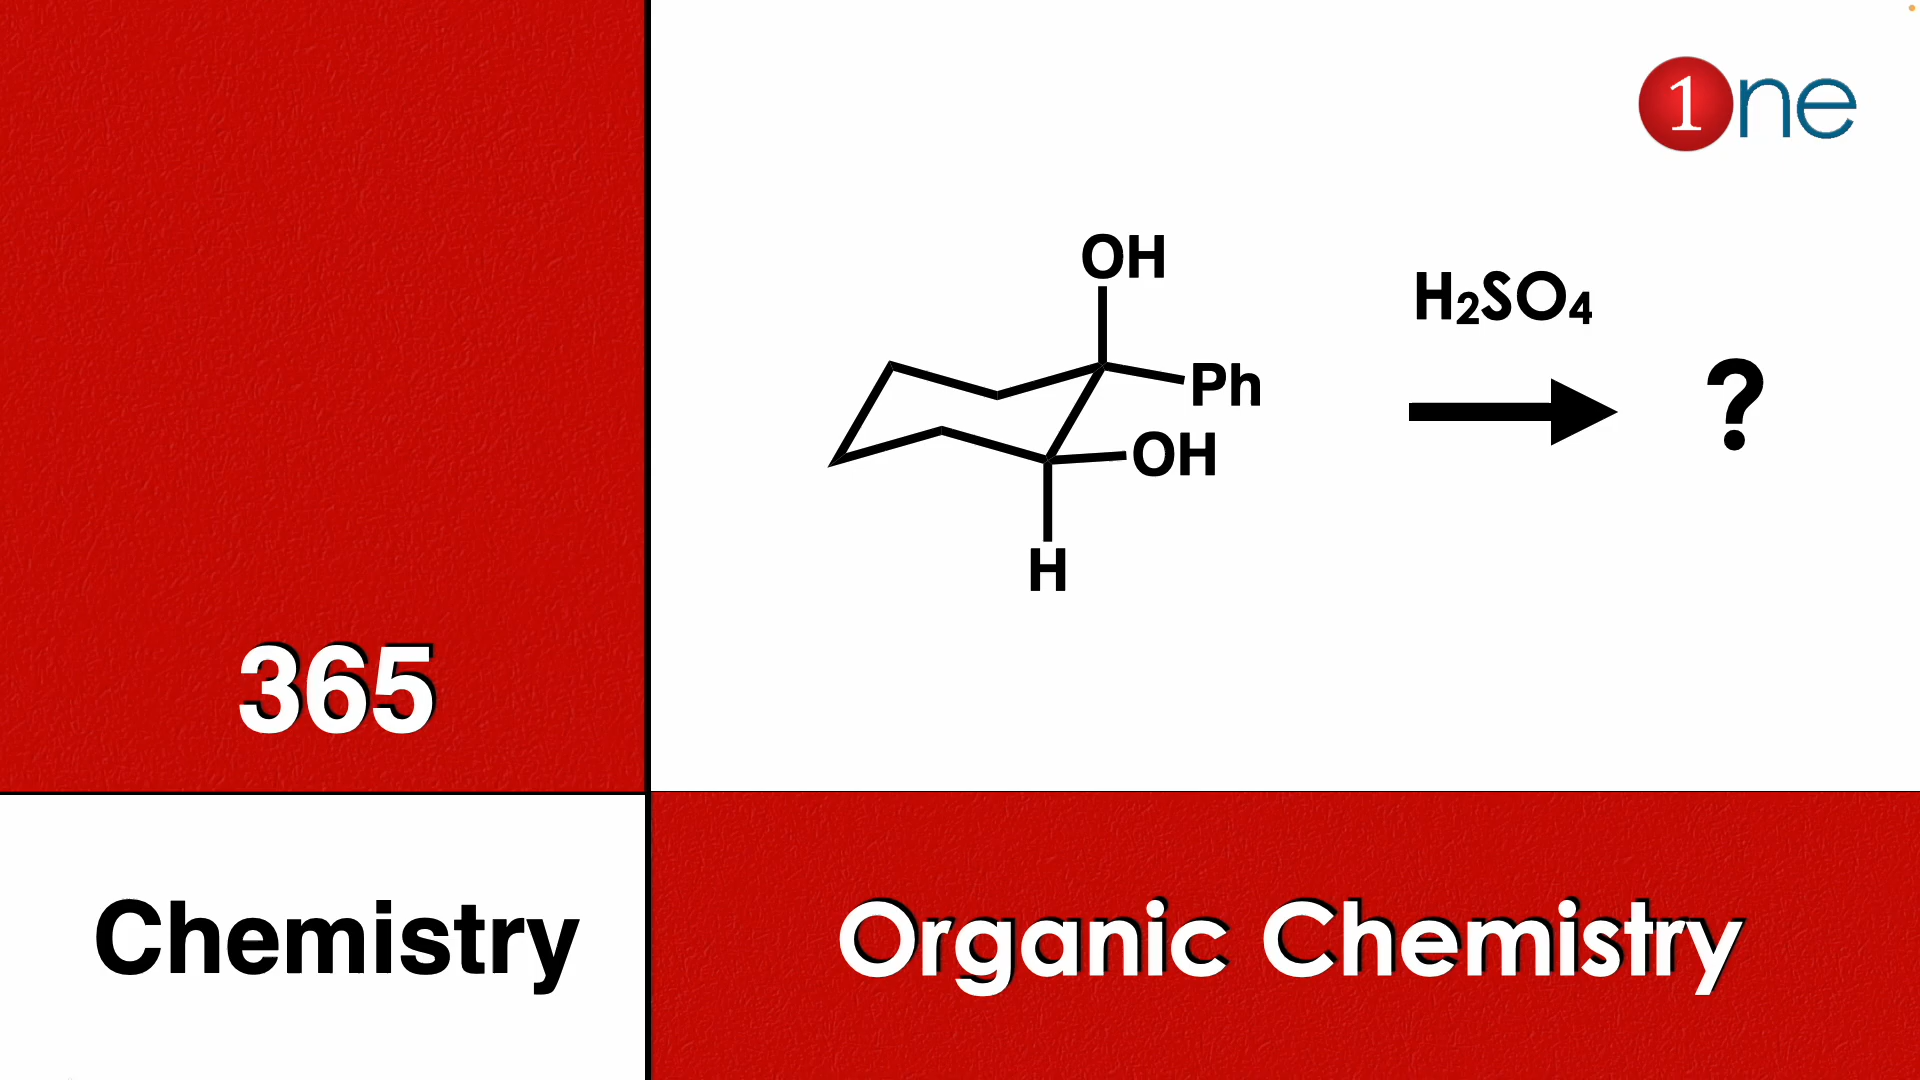 1ne
OH
Ph
OH
H
H₂SO₄
?
365
Chemistry
Organic Chemistry